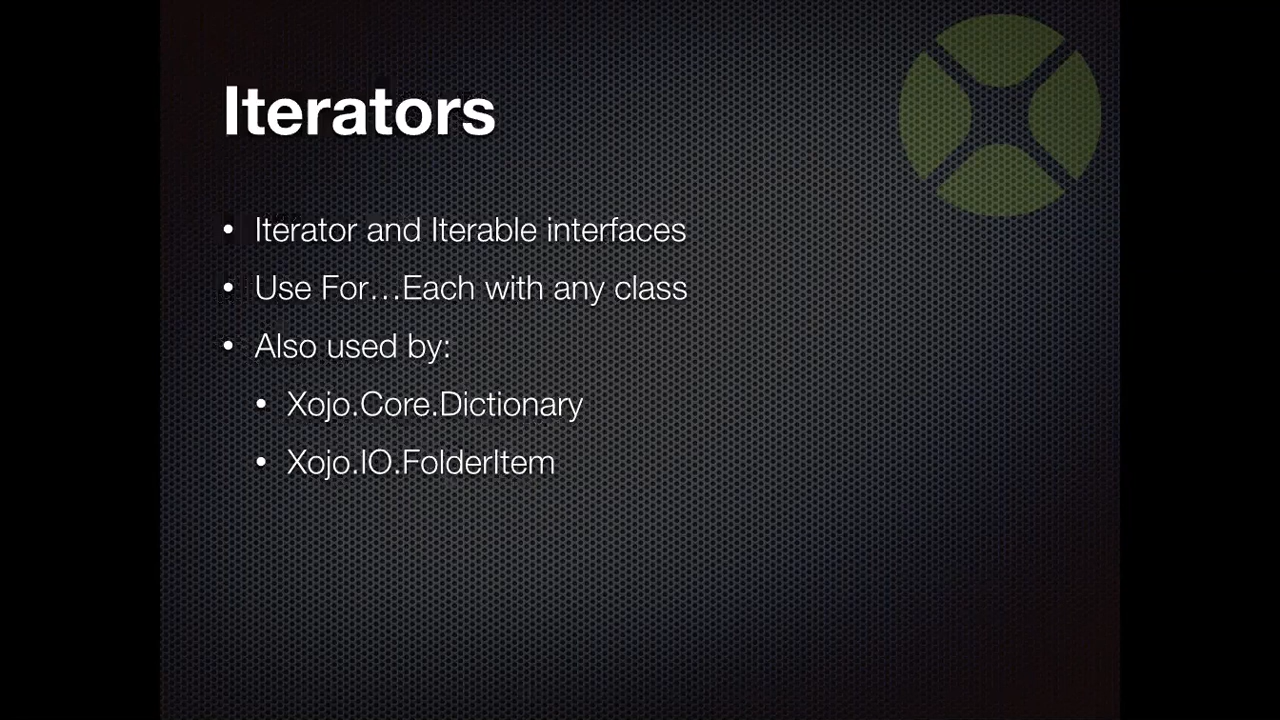 Iterators
• Iterator and Iterable interfaces
• Use For…Each with any class
• Also used by:
• Xojo.Core.Dictionary
• Xojo.IO.FolderItem